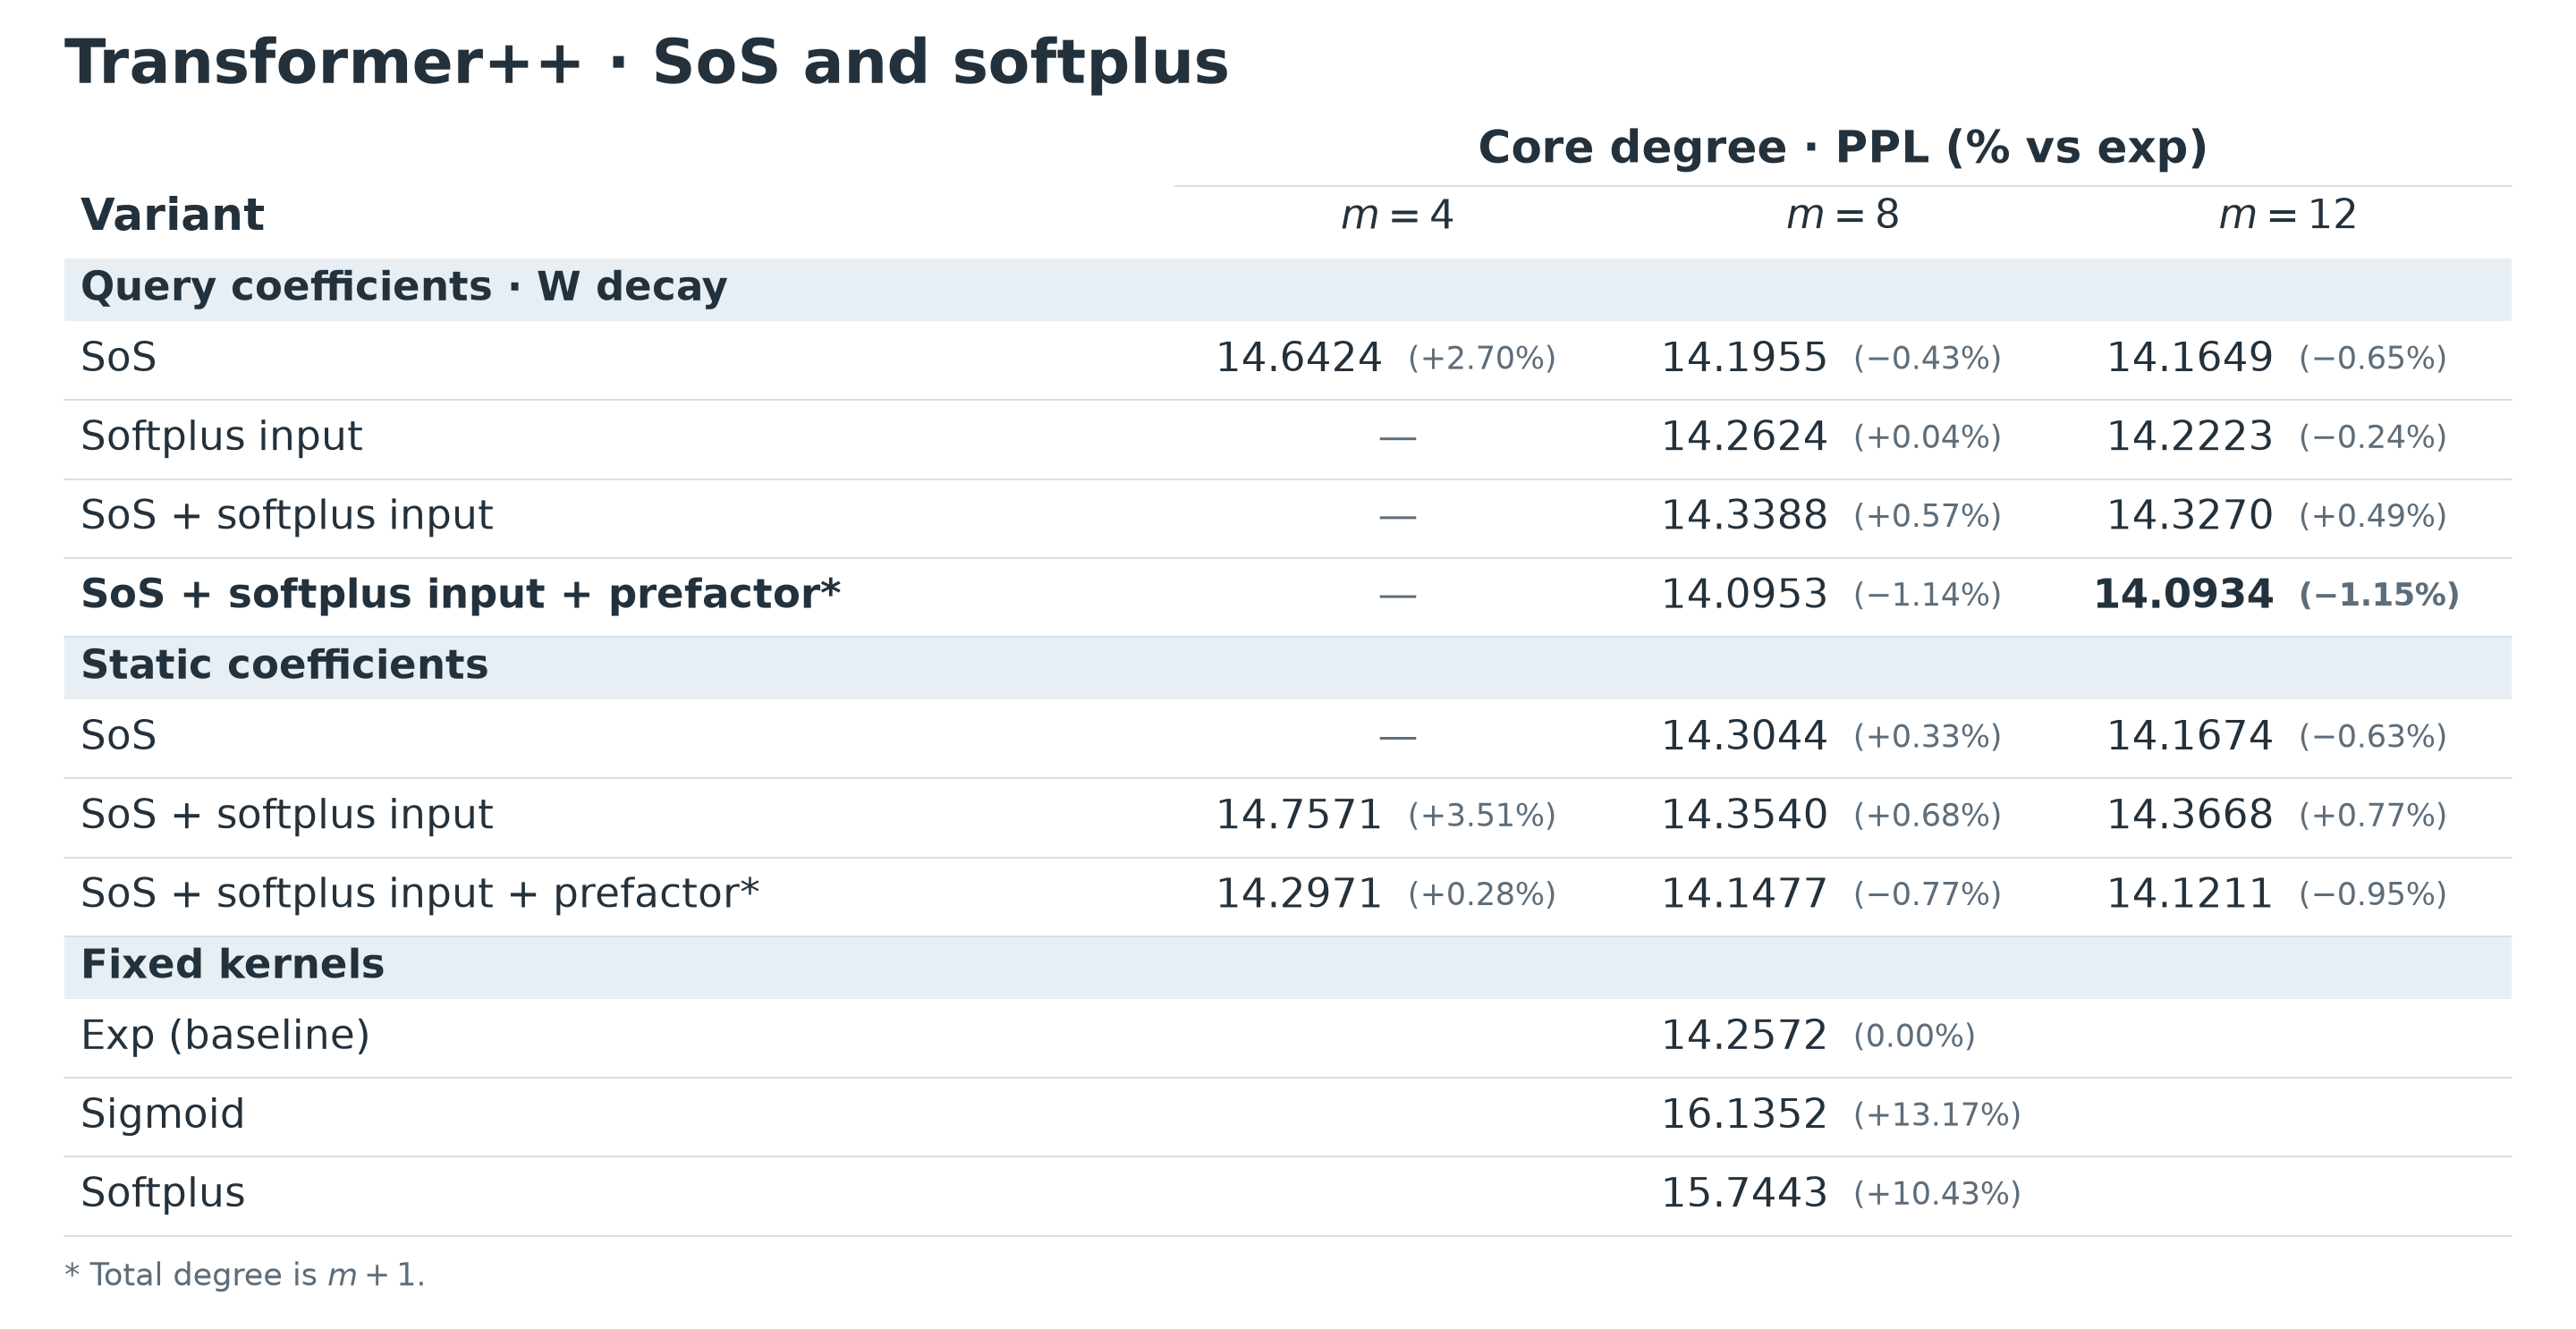 Transformer++ · SoS and softplus
Core degree · PPL (% vs exp)
Variant m = 4 m = 8 m = 12
Query coefficients · W decay
SoS 14.6424 (+2.70%) 14.1955 (−0.43%) 14.1649 (−0.65%)
Softplus input — 14.2624 (+0.04%) 14.2223 (−0.24%)
SoS + softplus input — 14.3388 (+0.57%) 14.3270 (+0.49%)
SoS + softplus input + prefactor* — 14.0953 (−1.14%) 14.0934 (−1.15%)
Static coefficients
SoS — 14.3044 (+0.33%) 14.1674 (−0.63%)
SoS + softplus input 14.7571 (+3.51%) 14.3540 (+0.68%) 14.3668 (+0.77%)
SoS + softplus input + prefactor* 14.2971 (+0.28%) 14.1477 (−0.77%) 14.1211 (−0.95%)
Fixed kernels
Exp (baseline) 14.2572 (0.00%)
Sigmoid 16.1352 (+13.17%)
Softplus 15.7443 (+10.43%)
* Total degree is m + 1.